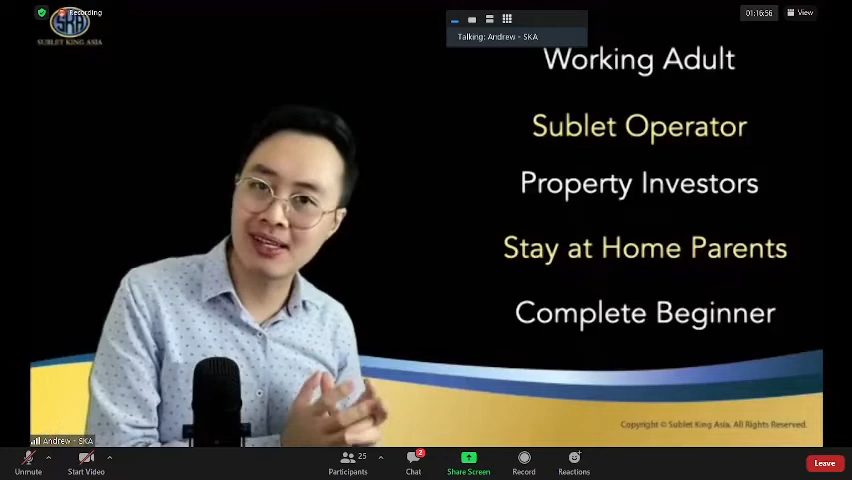 Recording
SKA
SUBLET KING ASIA
Talking: Andrew - SKA
01:16:56
View
Working Adult
Sublet Operator
Property Investors
Stay at Home Parents
Complete Beginner
Copyright © Sublet King Asia. All Rights Reserved.
Andrew - SKA
Unmute
Start Video
25
Participants
2
Chat
Share Screen
Record
Reactions
Leave